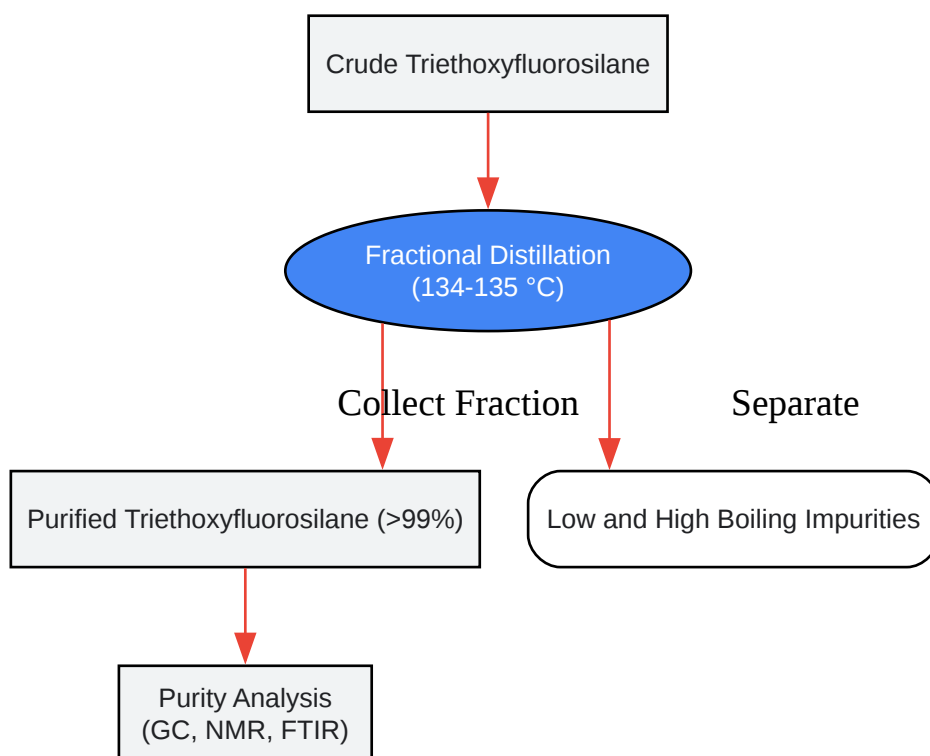 Crude Triethoxyfluorosilane
Fractional Distillation
(134-135 °C)
Collect Fraction
Separate
Purified Triethoxyfluorosilane (>99%)
Low and High Boiling Impurities
Purity Analysis
(GC, NMR, FTIR)